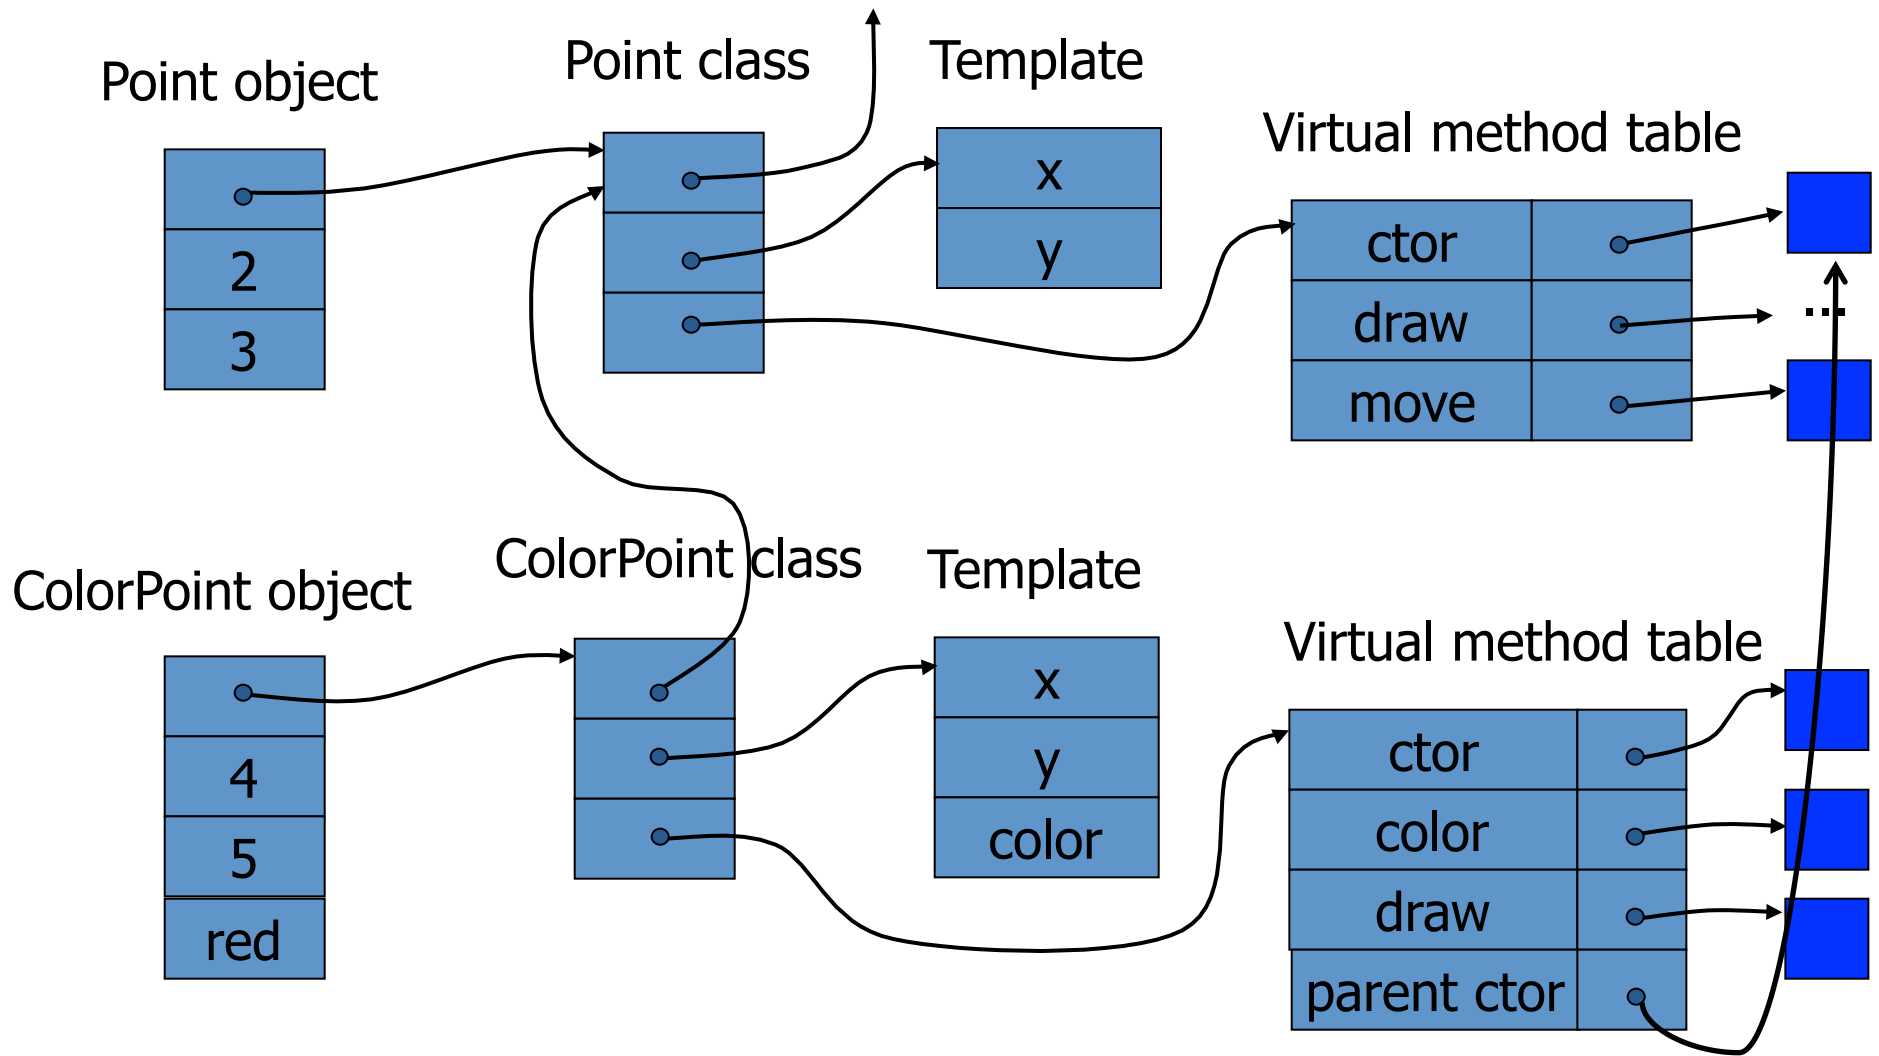 Point object
2
3
Point class
Template
x
y
Virtual method table
ctor
draw
move
...
ColorPoint object
4
5
red
ColorPoint class
Template
x
y
color
Virtual method table
ctor
color
draw
parent ctor